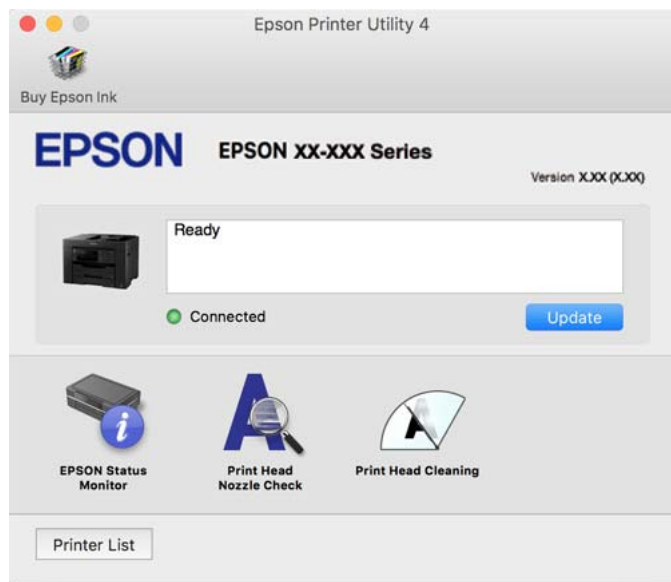 Epson Printer Utility 4
Buy Epson Ink
EPSON
EPSON XX-XXX Series
Version X.XX (X.XX)
Ready
Connected
Update
EPSON Status
Monitor
Print Head
Nozzle Check
Print Head Cleaning
Printer List